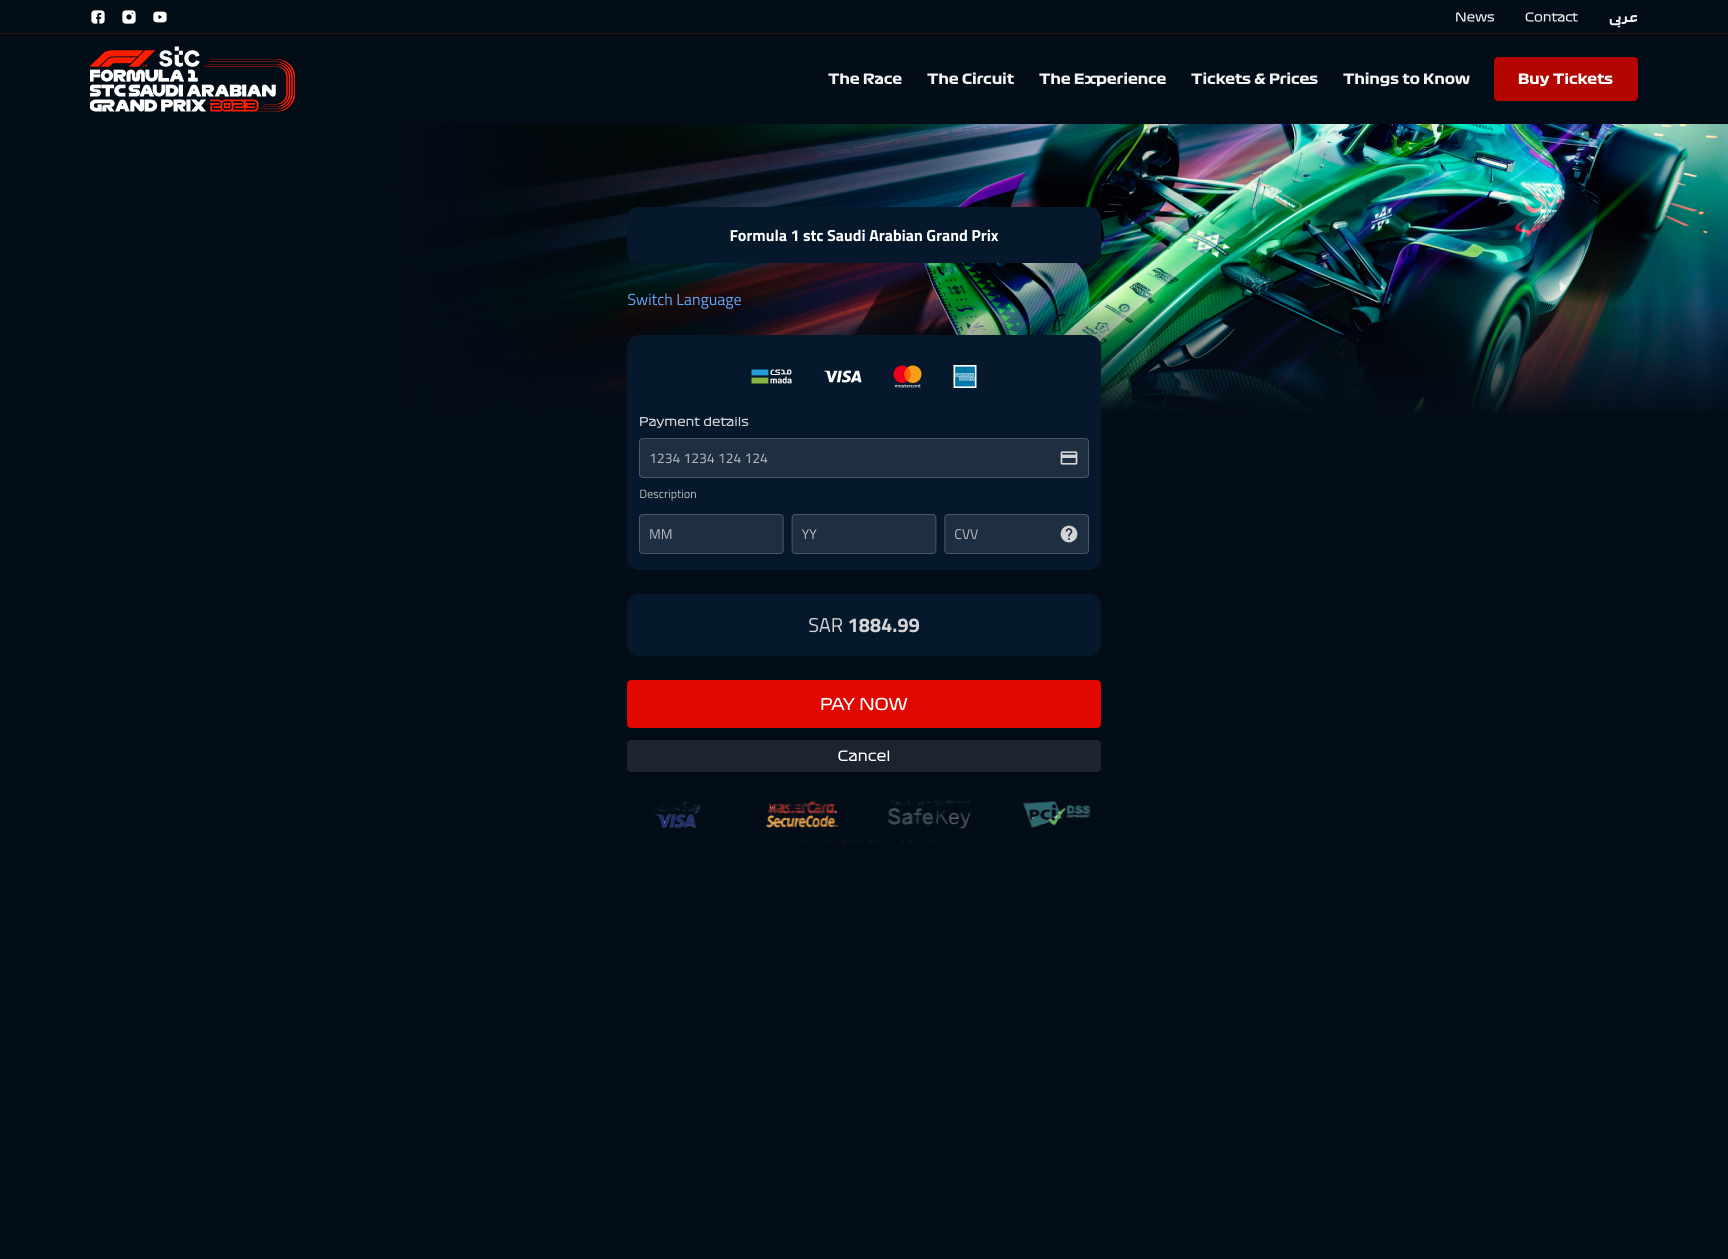 News
Contact
عربى
stc
FORMULA 1
STC SAUDI ARABIAN
GRAND PRIX 2023
The Race
The Circuit
The Experience
Tickets & Prices
Things to Know
Buy Tickets
Formula 1 stc Saudi Arabian Grand Prix
Switch Language
مدى
mada
VISA
mastercard
Payment details
1234 1234 124 124
Description
MM
YY
CVV
SAR 1884.99
PAY NOW
Cancel
VISA
MasterCard.
SecureCode.
SafeKey
PCI DSS